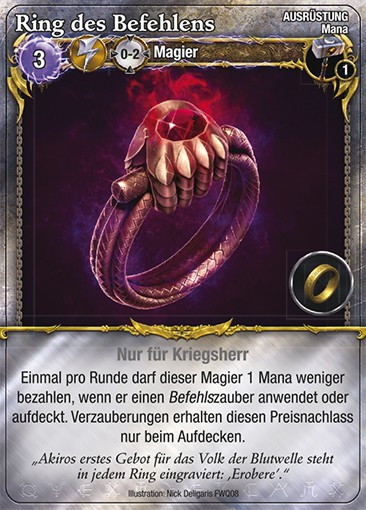 Ring des Befehlens
AUSRÜSTUNG
Mana
3
0-2
Magier
1
Nur für Kriegsherr
Einmal pro Runde darf dieser Magier 1 Mana weniger
bezahlen, wenn er einen Befehlszauber anwendet oder
aufdeckt. Verzauberungen erhalten diesen Preisnachlass
nur beim Aufdecken.
„Akiros erstes Gebot für das Volk der Blutwelle steht
in jedem Ring eingraviert: ‚Erobere‘.“
Illustration: Nick Deligaris FWQ08